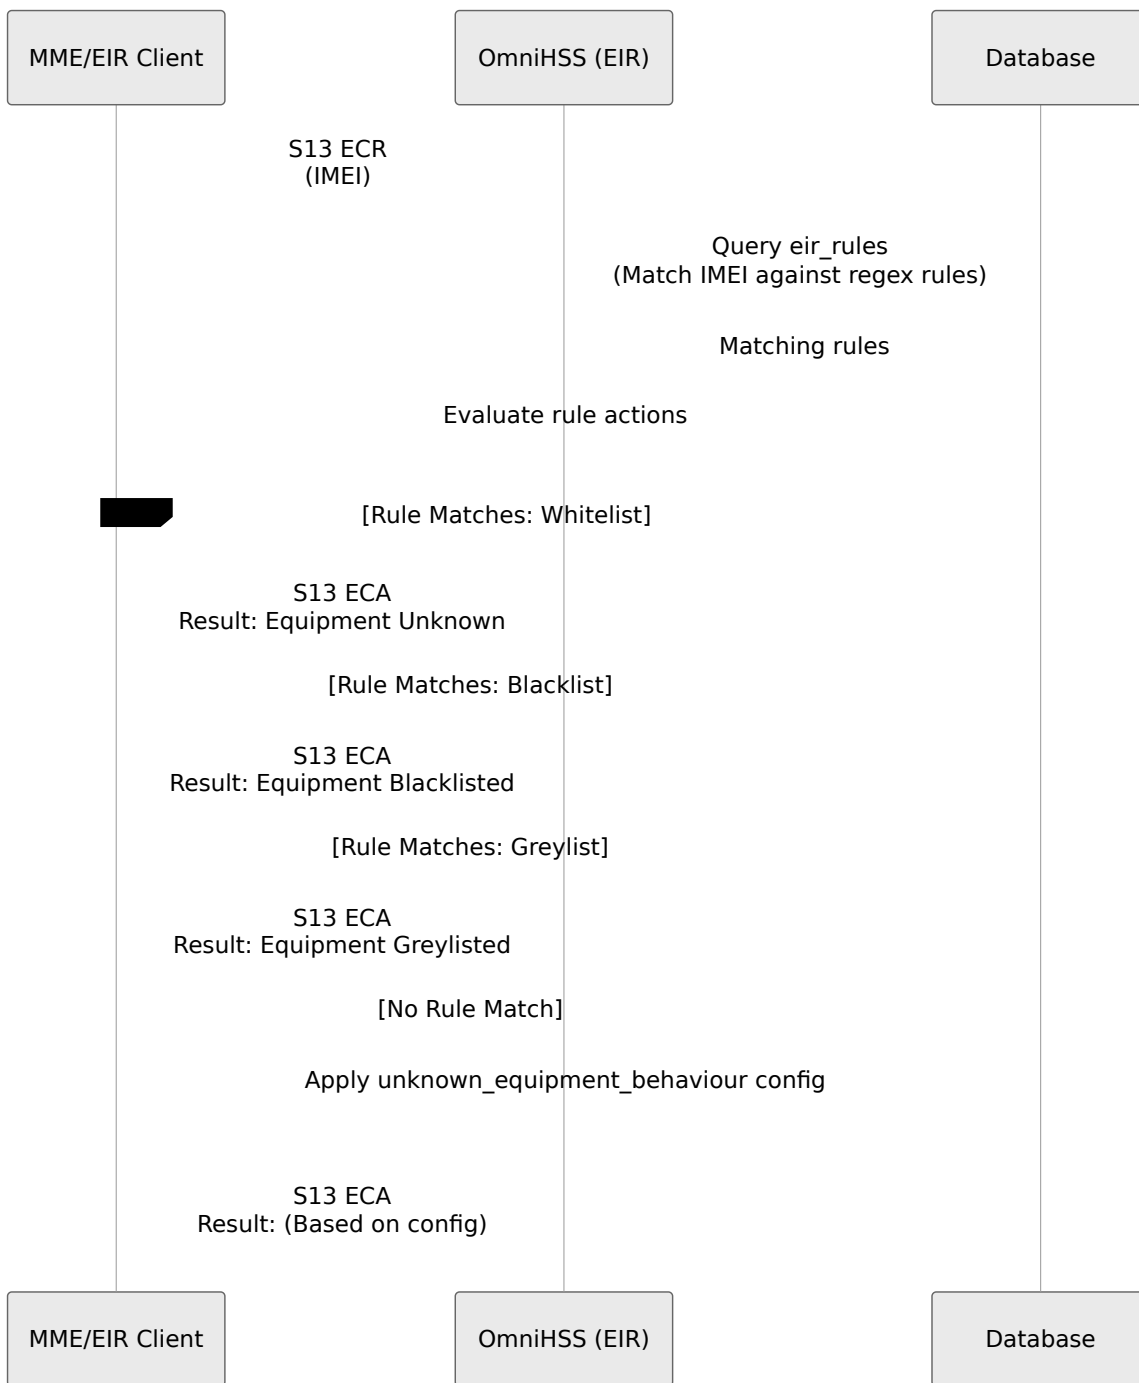 MME/EIR Client
OmniHSS (EIR)
Database
S13 ECR
(IMEI)
Query eir_rules
(Match IMEI against regex rules)
Matching rules
Evaluate rule actions
[Rule Matches: Whitelist]
S13 ECA
Result: Equipment Unknown
[Rule Matches: Blacklist]
S13 ECA
Result: Equipment Blacklisted
[Rule Matches: Greylist]
S13 ECA
Result: Equipment Greylisted
[No Rule Match]
Apply unknown_equipment_behaviour config
S13 ECA
Result: (Based on config)
MME/EIR Client
OmniHSS (EIR)
Database